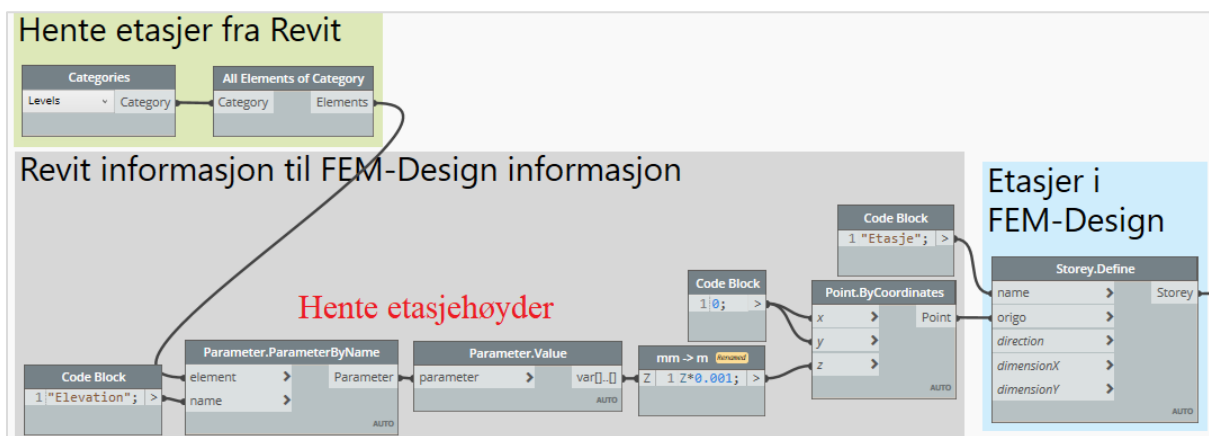 Hente etasjer fra Revit
Categories
Levels
Category
All Elements of Category
Category
Elements
Revit informasjon til FEM-Design informasjon
Hente etasjehøyder
Code Block
1 "Elevation"; >
Parameter.ParameterByName
element >
Parameter
name >
AUTO
Parameter.Value
parameter >
var[]..[]
AUTO
mm -> m Renamed
Z 1 Z*0.001; >
Code Block
1 0; >
Code Block
1 "Etasje"; >
Point.ByCoordinates
x >
Point
y >
z >
AUTO
Etasjer i
FEM-Design
Storey.Define
name >
Storey
origo >
direction >
dimensionX >
dimensionY >
AUTO